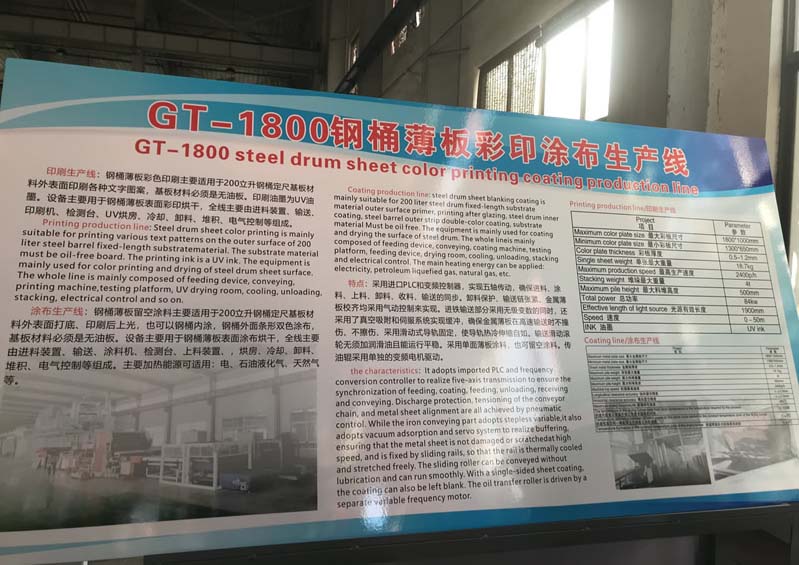 GT-1800钢桶薄板彩印涂布生产线
GT-1800 steel drum sheet color printing coating production line
印刷生产线：钢桶薄板彩色印刷主要适用于200立升钢桶定尺基板材
料外表面印刷各种文字图案，基板材料必须是无油板。印刷油墨为UV油
墨。设备主要用于钢桶薄板表面彩印烘干，全线主要由进料装置、输送、
印刷机、检测台、UV烘房、冷却、卸料、堆积、电气控制等组成。
Printing production line: Steel drum sheet color printing is mainly
suitable for printing various text patterns on the outer surface of 200
liter steel barrel fixed-length substratematerial. The substrate material
must be oil-free board. The printing ink is a UV ink. The equipment is
mainly used for color printing and drying of steel drum sheet surface.
The whole line is mainly composed of feeding device, conveying,
printing machine,testing platform, UV drying room, cooling, unloading,
stacking, electrical control and so on.
涂布生产线：钢桶薄板留空涂料主要适用于200立升钢桶定尺基板材
料外表面打底、印刷后上光，也可以钢桶内涂，钢桶外面条形双色涂布，
基板材料必须是无油板。设备主要用于钢桶薄板表面涂布烘干，全线主要
由进料装置、输送、涂料机、检测台、上料装置、，烘房、冷却、卸料、
堆积、电气控制等组成。主要加热能源可适用：电、石油液化气、天然气
等。
Coating production line: steel drum sheet blanking coating is
mainly suitable for 200 liter steel drum fixed-length substrate
material outer surface primer, printing after glazing, steel drum inner
coating, steel barrel outer strip double-color coating, substrate
material Must be oil free. The equipment is mainly used for coating
and drying the surface of steel drum. The whole lineis mainly
composed of feeding device, conveying, coating machine, testing
platform, feeding device, drying room, cooling, unloading, stacking
and electrical control. The main heating energy can be applied:
electricity, petroleum liquefied gas, natural gas, etc.
特点：采用进口PLC和变频控制，实现五轴传动，确保进料、涂
料、上料、卸料、收料、输送的同步。卸料保护、输送链张紧、金属薄
板校齐均采用气动控制来实现。进铁输送部分采用无级变数的同时，还
采用了真空吸附和伺服系统实现缓冲，确保金属薄板在高速输送时不撞
伤、不擦伤。采用滑动式导轨固定，使导轨热冷伸缩自如。输送滑动滚
轮无须加润滑油且能运行平稳。采用单面薄板涂料，也可留空涂料。传
油辊采用单独的变频电机驱动。
the characteristics: It adopts imported PLC and frequency
conversion controller to realize five-axis transmission to ensure the
synchronization of feeding, coating, feeding, unloading, receiving
and conveying. Discharge protection, tensioning of the conveyor
chain, and metal sheet alignment are all achieved by pneumatic
control. While the iron conveying part adopts stepless variable,it also
adopts vacuum adsorption and servo system to realize buffering,
ensuring that the metal sheet is not damaged or scratchedat high
speed, and is fixed by sliding rails, so that the rail is thermally cooled
and stretched freely. The sliding roller can be conveyed without
lubrication and can run smoothly. With a single-sided sheet coating,
the coating can also be left blank. The oil transfer roller is driven by a
separate variable frequency motor.
Printing production line/印刷生产线
Project 项 目 Parameter 参 数
Maximum color plate size 最大彩板尺寸 1800*1000mm
Minimum color plate size 最小彩板尺寸 1300*600mm
Color plate thickness 彩板厚度 0.5-1.2mm
Single sheet weight 单张最大重量 18.7kg
Maximum production speed 最高生产速度 2400p/h
Stacking weight 堆垛最大重量 4t
Maximum pile height 最大料堆高度 500mm
Total power 总功率 84kw
Effective length of light source 光源有效长度 1900mm
Speed 速度 0～50m
INK 油墨 UV ink
Coating line/涂布生产线